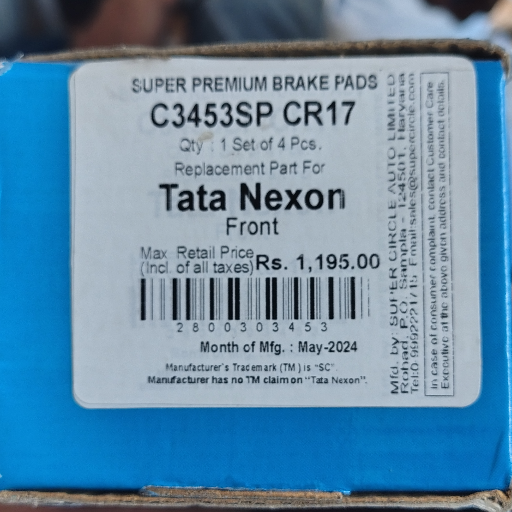 SUPER PREMIUM BRAKE PADS
C3453SP CR17
Qty : 1 Set of 4 Pcs.
Replacement Part For
Tata Nexon
Front
Max. Retail Price
(Incl. of all taxes) Rs. 1,195.00
2800303453
Month of Mfg. : May-2024
Manufacturer's Trademark (TM) is "SC".
Manufacturer has no TM claim on "Tata Nexon".
Mfd. by: SUPER CIRCLE AUTO LIMITED
Rohad, P.O. Sampla - 124501, Haryana
Tel:0-9992221715 Email:sales@supercircle.com
In case of consumer complaint, contact Customer Care
Executive at the above given address and contact details.